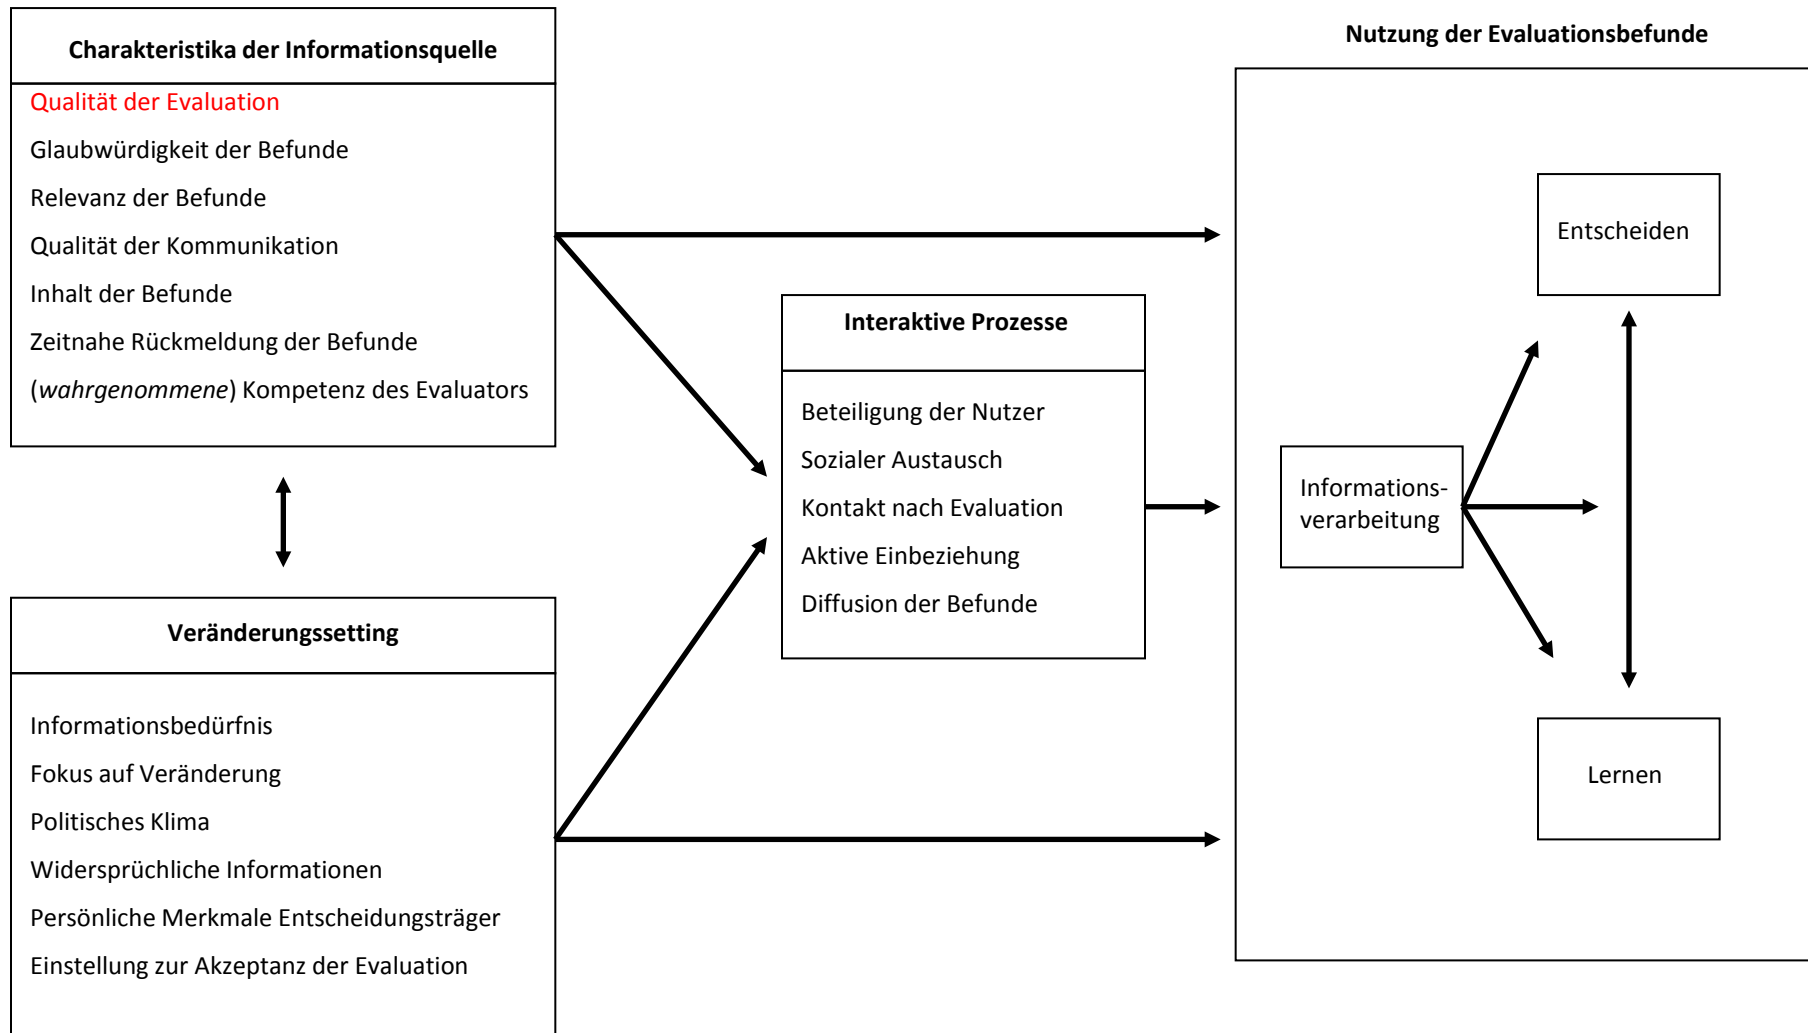 Charakteristika der Informationsquelle
Qualität der Evaluation
Glaubwürdigkeit der Befunde
Relevanz der Befunde
Qualität der Kommunikation
Inhalt der Befunde
Zeitnahe Rückmeldung der Befunde
(wahrgenommene) Kompetenz des Evaluators
Veränderungssetting
Informationsbedürfnis
Fokus auf Veränderung
Politisches Klima
Widersprüchliche Informationen
Persönliche Merkmale Entscheidungsträger
Einstellung zur Akzeptanz der Evaluation
Interaktive Prozesse
Beteiligung der Nutzer
Sozialer Austausch
Kontakt nach Evaluation
Aktive Einbeziehung
Diffusion der Befunde
Nutzung der Evaluationsbefunde
Informations-
verarbeitung
Entscheiden
Lernen